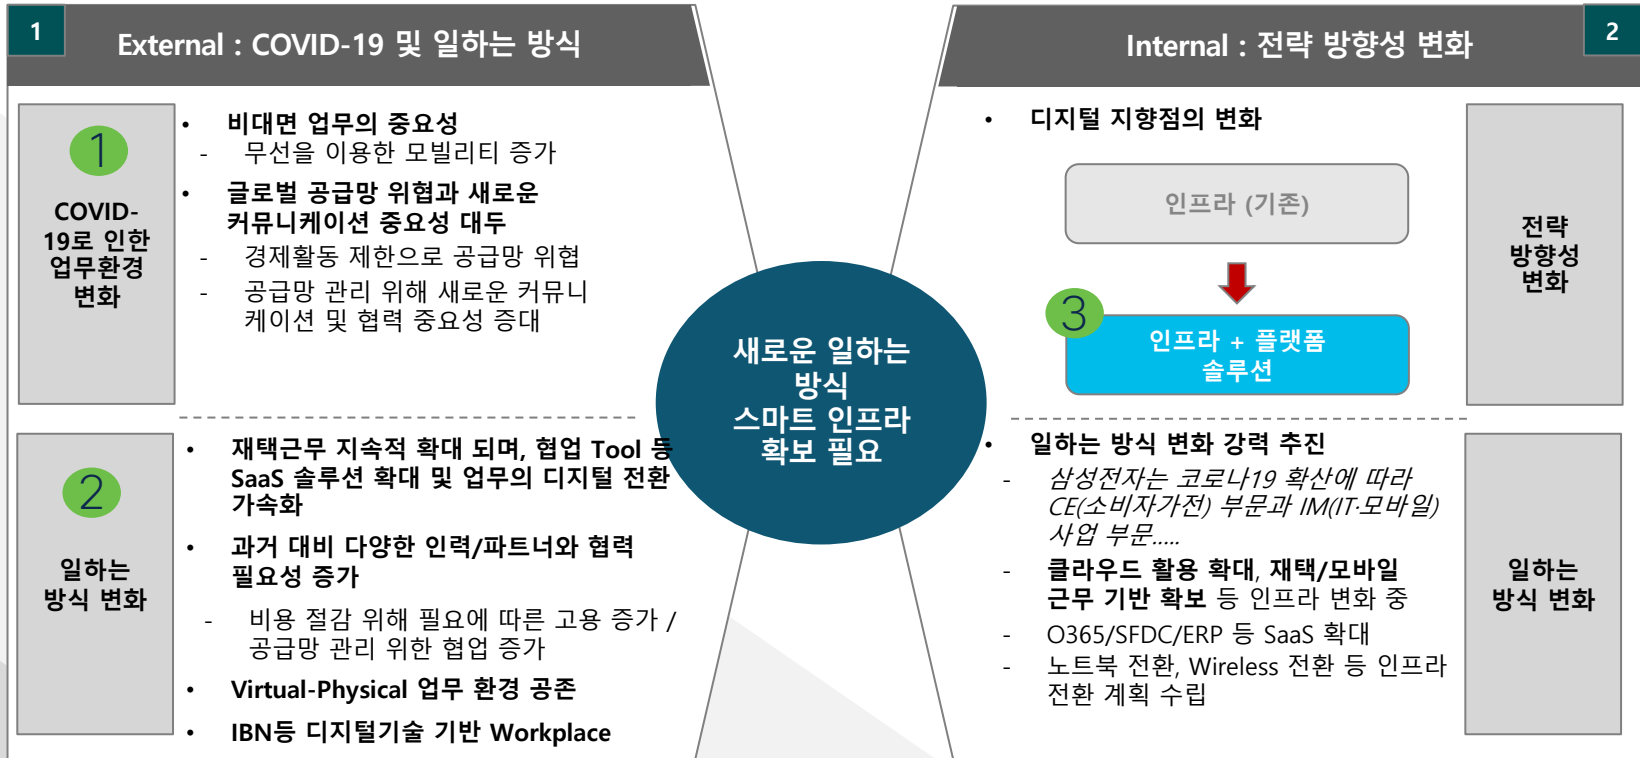 1
External : COVID-19 및 일하는 방식
1
COVID-
19로 인한
업무환경
변화
• 비대면 업무의 중요성
- 무선을 이용한 모빌리티 증가
• 글로벌 공급망 위협과 새로운
커뮤니케이션 중요성 대두
- 경제활동 제한으로 공급망 위협
- 공급망 관리 위해 새로운 커뮤니
케이션 및 협력 중요성 증대
2
일하는
방식 변화
• 재택근무 지속적 확대 되며, 협업 Tool 등
SaaS 솔루션 확대 및 업무의 디지털 전환
가속화
• 과거 대비 다양한 인력/파트너와 협력
필요성 증가
- 비용 절감 위해 필요에 따른 고용 증가 /
공급망 관리 위한 협업 증가
• Virtual-Physical 업무 환경 공존
• IBN등 디지털기술 기반 Workplace
새로운 일하는
방식
스마트 인프라
확보 필요
Internal : 전략 방향성 변화
2
• 디지털 지향점의 변화
인프라 (기존)
3
인프라 + 플랫폼
솔루션
전략
방향성
변화
• 일하는 방식 변화 강력 추진
- 삼성전자는 코로나19 확산에 따라
CE(소비자가전) 부문과 IM(IT·모바일)
사업 부문.....
- 클라우드 활용 확대, 재택/모바일
근무 기반 확보 등 인프라 변화 중
- O365/SFDC/ERP 등 SaaS 확대
- 노트북 전환, Wireless 전환 등 인프라
전환 계획 수립
일하는
방식 변화